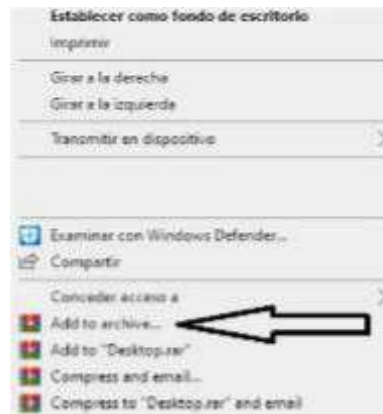 Establecer como fondo de escritorio
Imprimir
Girar a la derecha
Girar a la izquierda
Transmitir en dispositivo
Examinar con Windows Defender...
Compartir
Conceder acceso a
Add to archive...
Add to "Desktop.rar"
Compress and email...
Compress to "Desktop.rar" and email